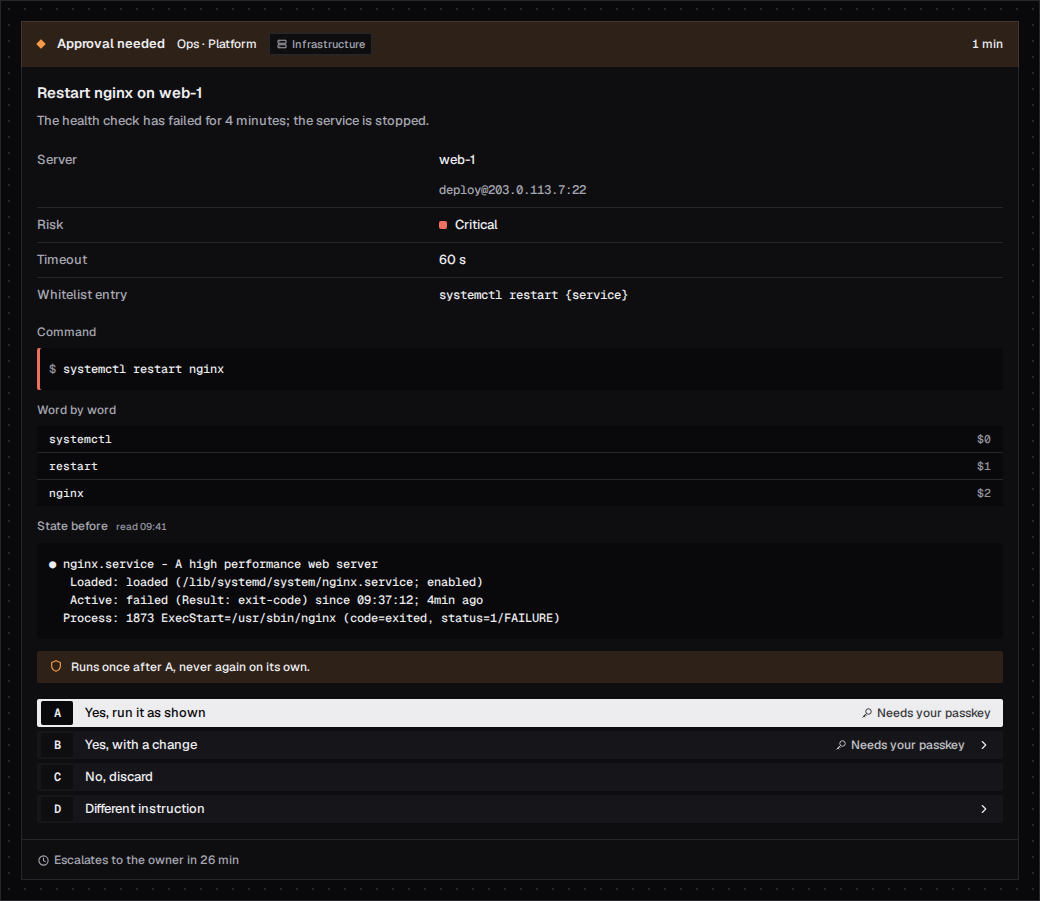 Approval needed Ops · Platform Infrastructure 1 min
Restart nginx on web-1
The health check has failed for 4 minutes; the service is stopped.
Server web-1
deploy@203.0.113.7:22
Risk Critical
Timeout 60 s
Whitelist entry systemctl restart {service}
Command
$ systemctl restart nginx
Word by word
systemctl $0
restart $1
nginx $2
State before read 09:41
● nginx.service - A high performance web server
Loaded: loaded (/lib/systemd/system/nginx.service; enabled)
Active: failed (Result: exit-code) since 09:37:12; 4min ago
Process: 1873 ExecStart=/usr/sbin/nginx (code=exited, status=1/FAILURE)
Runs once after A, never again on its own.
A Yes, run it as shown Needs your passkey
B Yes, with a change Needs your passkey
C No, discard
D Different instruction
Escalates to the owner in 26 min